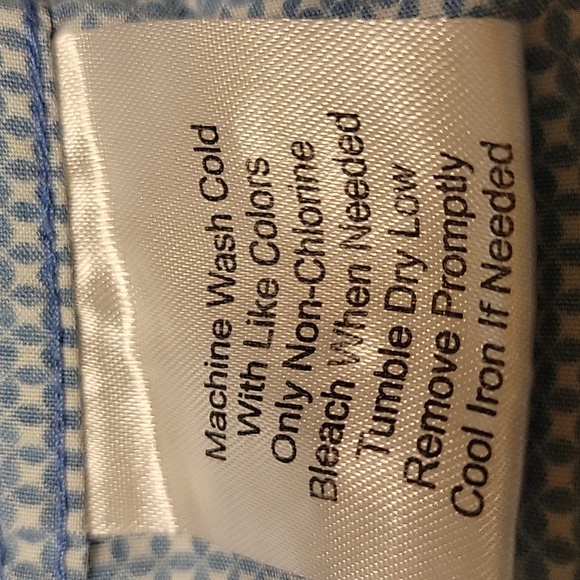 Machine Wash Cold
With Like Colors
Only Non-Chlorine
Bleach When Needed
Tumble Dry Low
Remove Promptly
Cool Iron If Needed